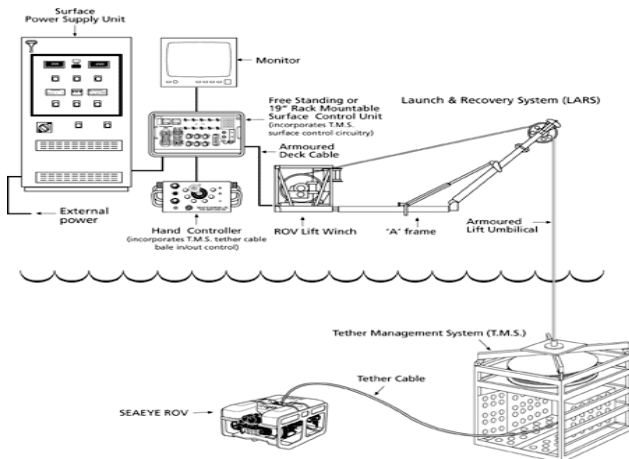 Surface
Power Supply Unit
Monitor
Free Standing or
19" Rack Mountable
Surface Control Unit
(incorporates T.M.S.
surface control circuitry)
Launch & Recovery System (LARS)
Armoured
Deck Cable
External
power
Hand Controller
(incorporates T.M.S. tether cable
bale in/out control)
ROV Lift Winch
'A' frame
Armoured
Lift Umbilical
Tether Management System (T.M.S.)
Tether Cable
SEAEYE ROV